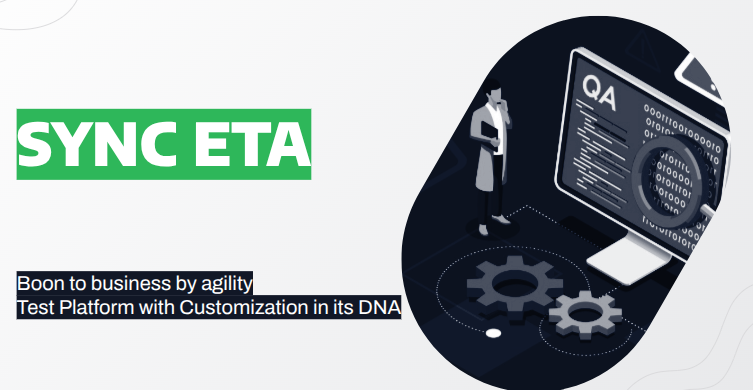 SYNC ETA
Boon to business by agility
Test Platform with Customization in its DNA
QA